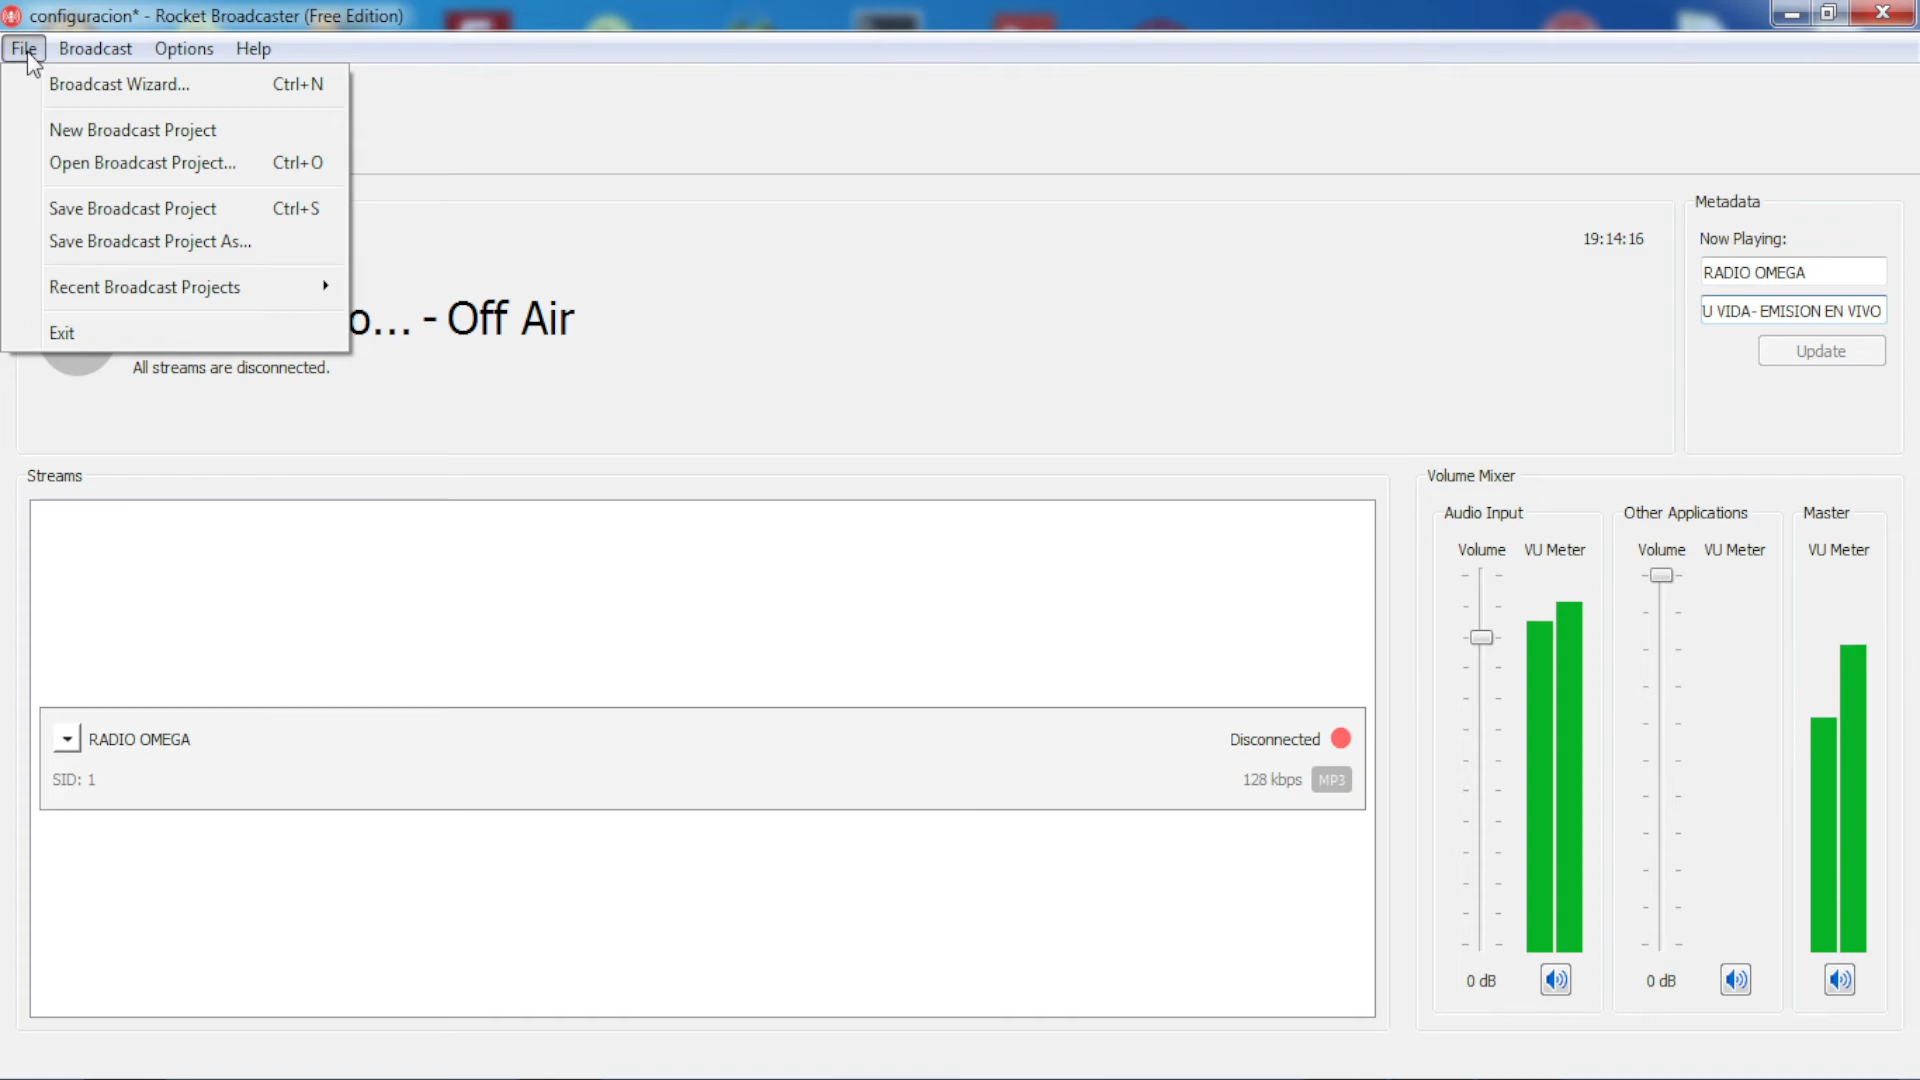 configuracion* - Rocket Broadcaster (Free Edition)
File Broadcast Options Help
Broadcast Wizard... Ctrl+N
New Broadcast Project
Open Broadcast Project... Ctrl+O
Save Broadcast Project Ctrl+S
Save Broadcast Project As...
Recent Broadcast Projects
Exit
o... - Off Air
All streams are disconnected.
19:14:16
Metadata
Now Playing:
RADIO OMEGA
U VIDA- EMISION EN VIVO
Update
Streams
RADIO OMEGA
Disconnected
SID: 1
128 kbps MP3
Volume Mixer
Audio Input
Other Applications
Master
Volume VU Meter
Volume VU Meter
VU Meter
0 dB
0 dB